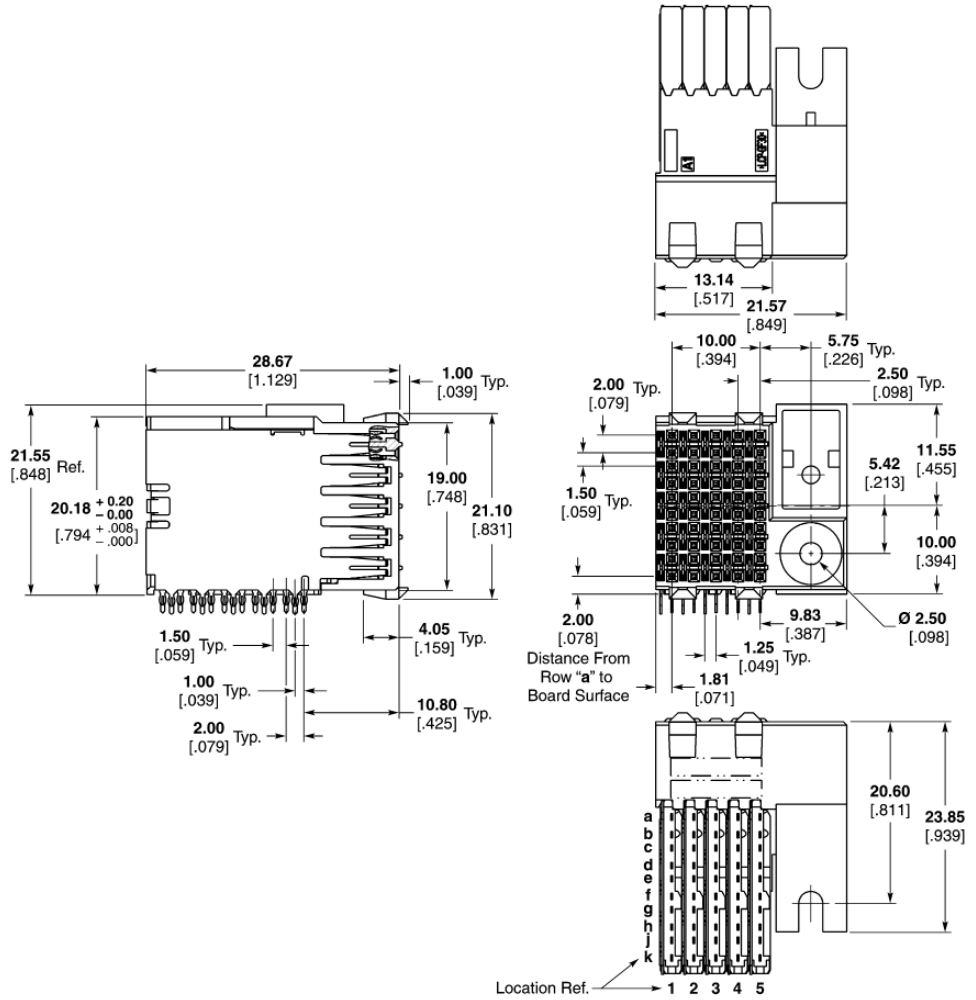 A1
>LCP-GF30<
13.14
[.517]
21.57
[.849]
28.67
[1.129]
1.00
[.039] Typ.
10.00
[.394]
5.75
[.226] Typ.
2.50
[.098] Typ.
2.00
[.079] Typ.
21.55
[.848] Ref.
20.18 + 0.20 - 0.00
[.794 + .008 - .000]
19.00
[.748]
21.10
[.831]
1.50
[.059] Typ.
5.42
[.213]
11.55
[.455]
10.00
[.394]
1.50
[.059] Typ.
4.05
[.159]
1.00
[.039] Typ.
10.80
[.425] Typ.
2.00
[.079] Typ.
2.00
[.078]
Distance From
Row "a" to
Board Surface
9.83
[.387]
Ø 2.50
[.098]
1.25
[.049] Typ.
1.81
[.071]
20.60
[.811]
23.85
[.939]
a
b
c
d
e
f
g
h
j
k
Location Ref. 1 2 3 4 5